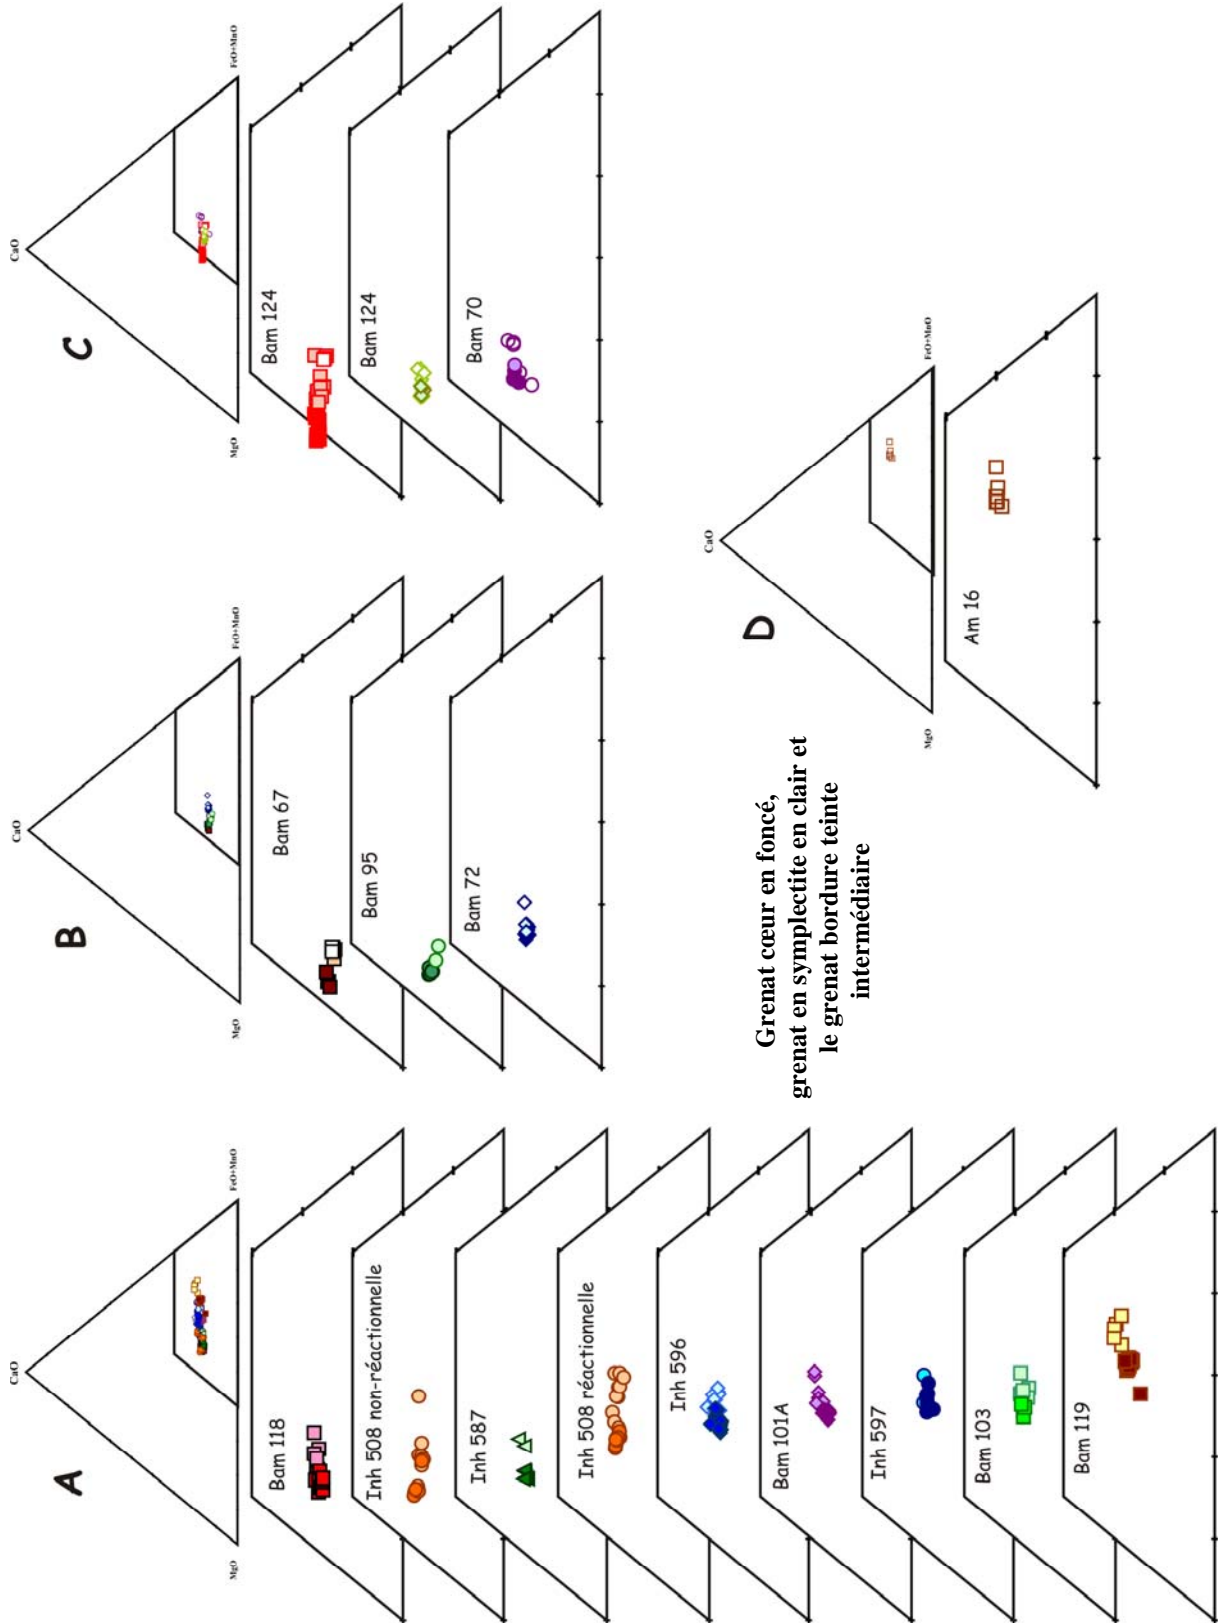 A
CaO
MgO
FeO+MnO
Bam 118
Inh 508 non-réactionnelle
Inh 587
Inh 508 réactionnelle
Inh 596
Bam 101A
Inh 597
Bam 103
Bam 119
B
CaO
MgO
FeO+MnO
Bam 67
Bam 95
Bam 72
C
CaO
MgO
FeO+MnO
Bam 124
Bam 124
Bam 70
D
CaO
MgO
FeO+MnO
Am 16
Grenat cœur en foncé,
grenat en symplectite en clair et
le grenat bordure teinte
intermédiaire